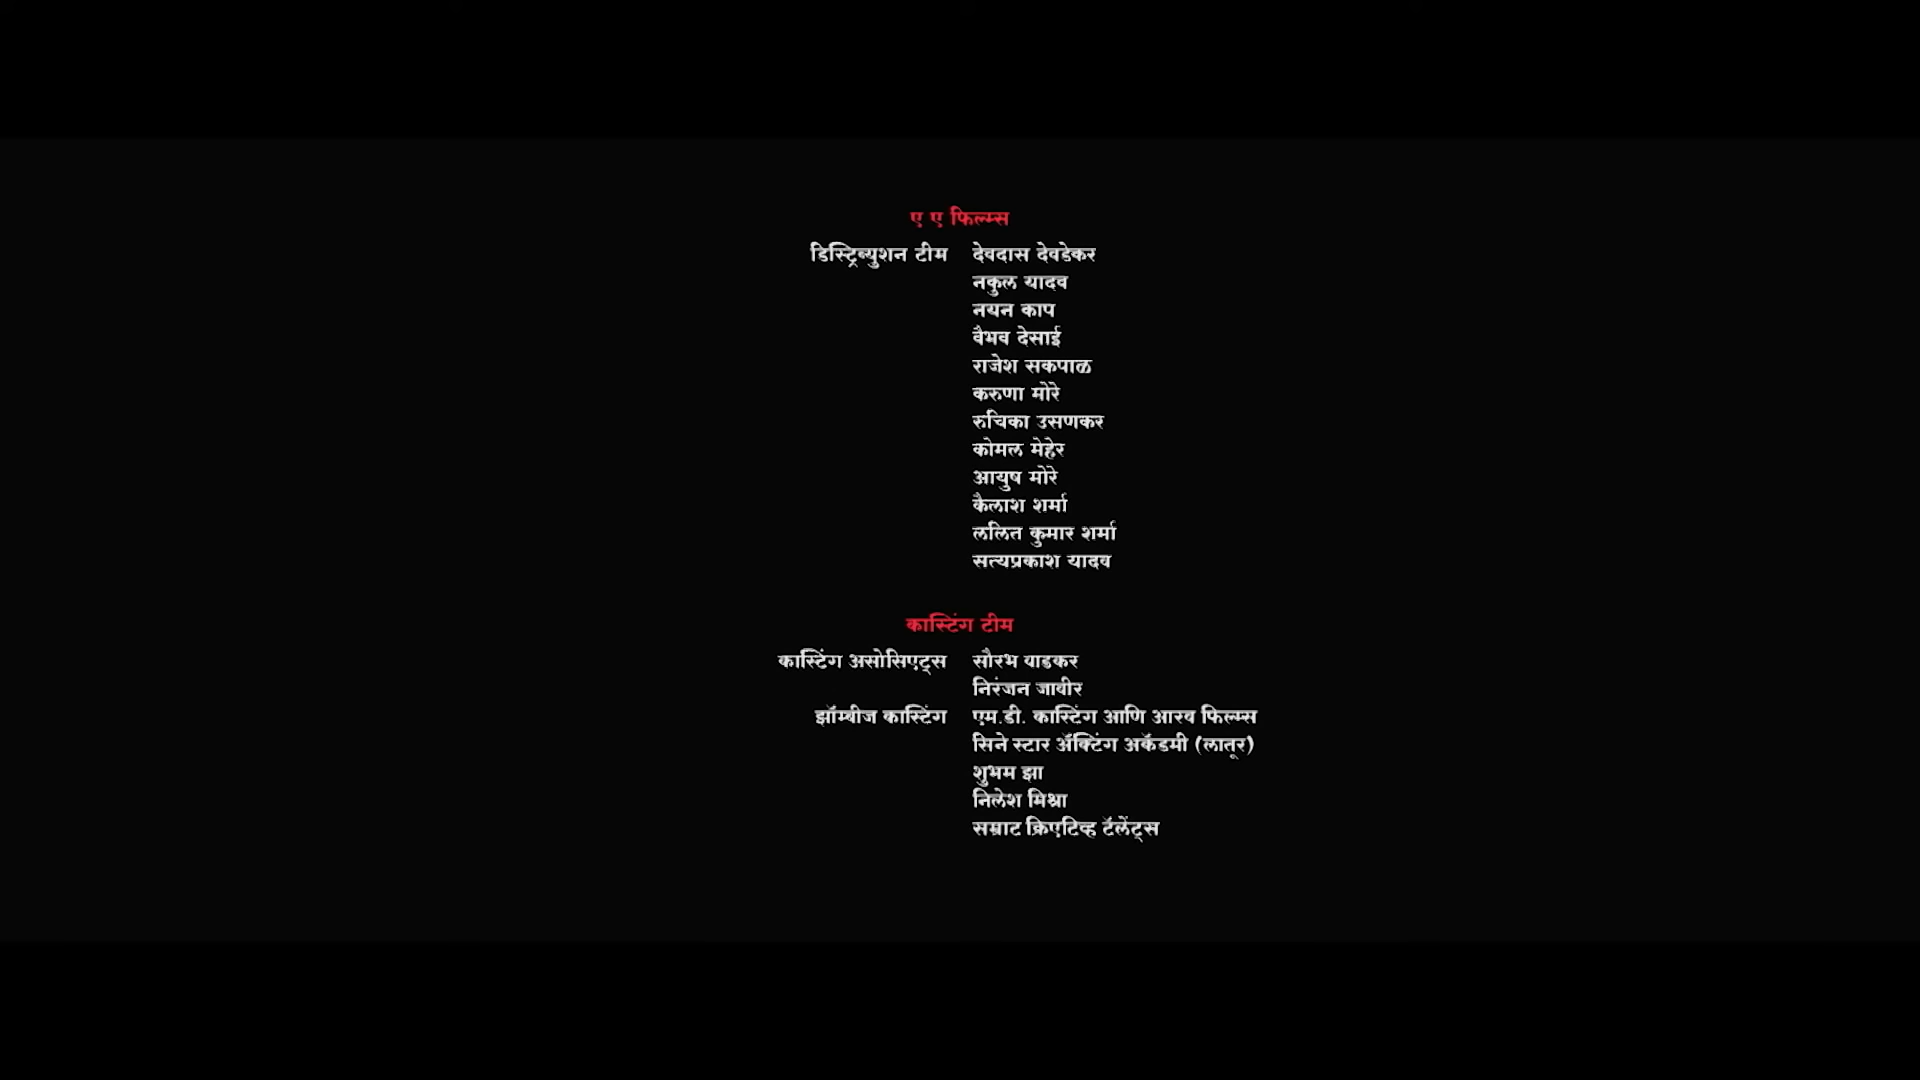 ए ए फिल्म्स
डिस्ट्रिब्युशन टीम देवदास देवडेकर
नकुल यादव
नयन काप
वैभव देसाई
राजेश सकपाळ
करुणा मोरे
रुचिका उसणकर
कोमल मेहेर
आयुष मोरे
कैलाश शर्मा
ललित कुमार शर्मा
सत्यप्रकाश यादव
कास्टिंग टीम
कास्टिंग असोसिएट्स सौरभ वाडकर
निरंजन जावीर
झॉम्बीज कास्टिंग एम.डी. कास्टिंग आणि आरव फिल्म्स
सिने स्टार ॲक्टिंग अकॅडमी (लातूर)
शुभम झा
निलेश मिश्रा
सम्राट क्रिएटिव्ह टॅलेंट्स